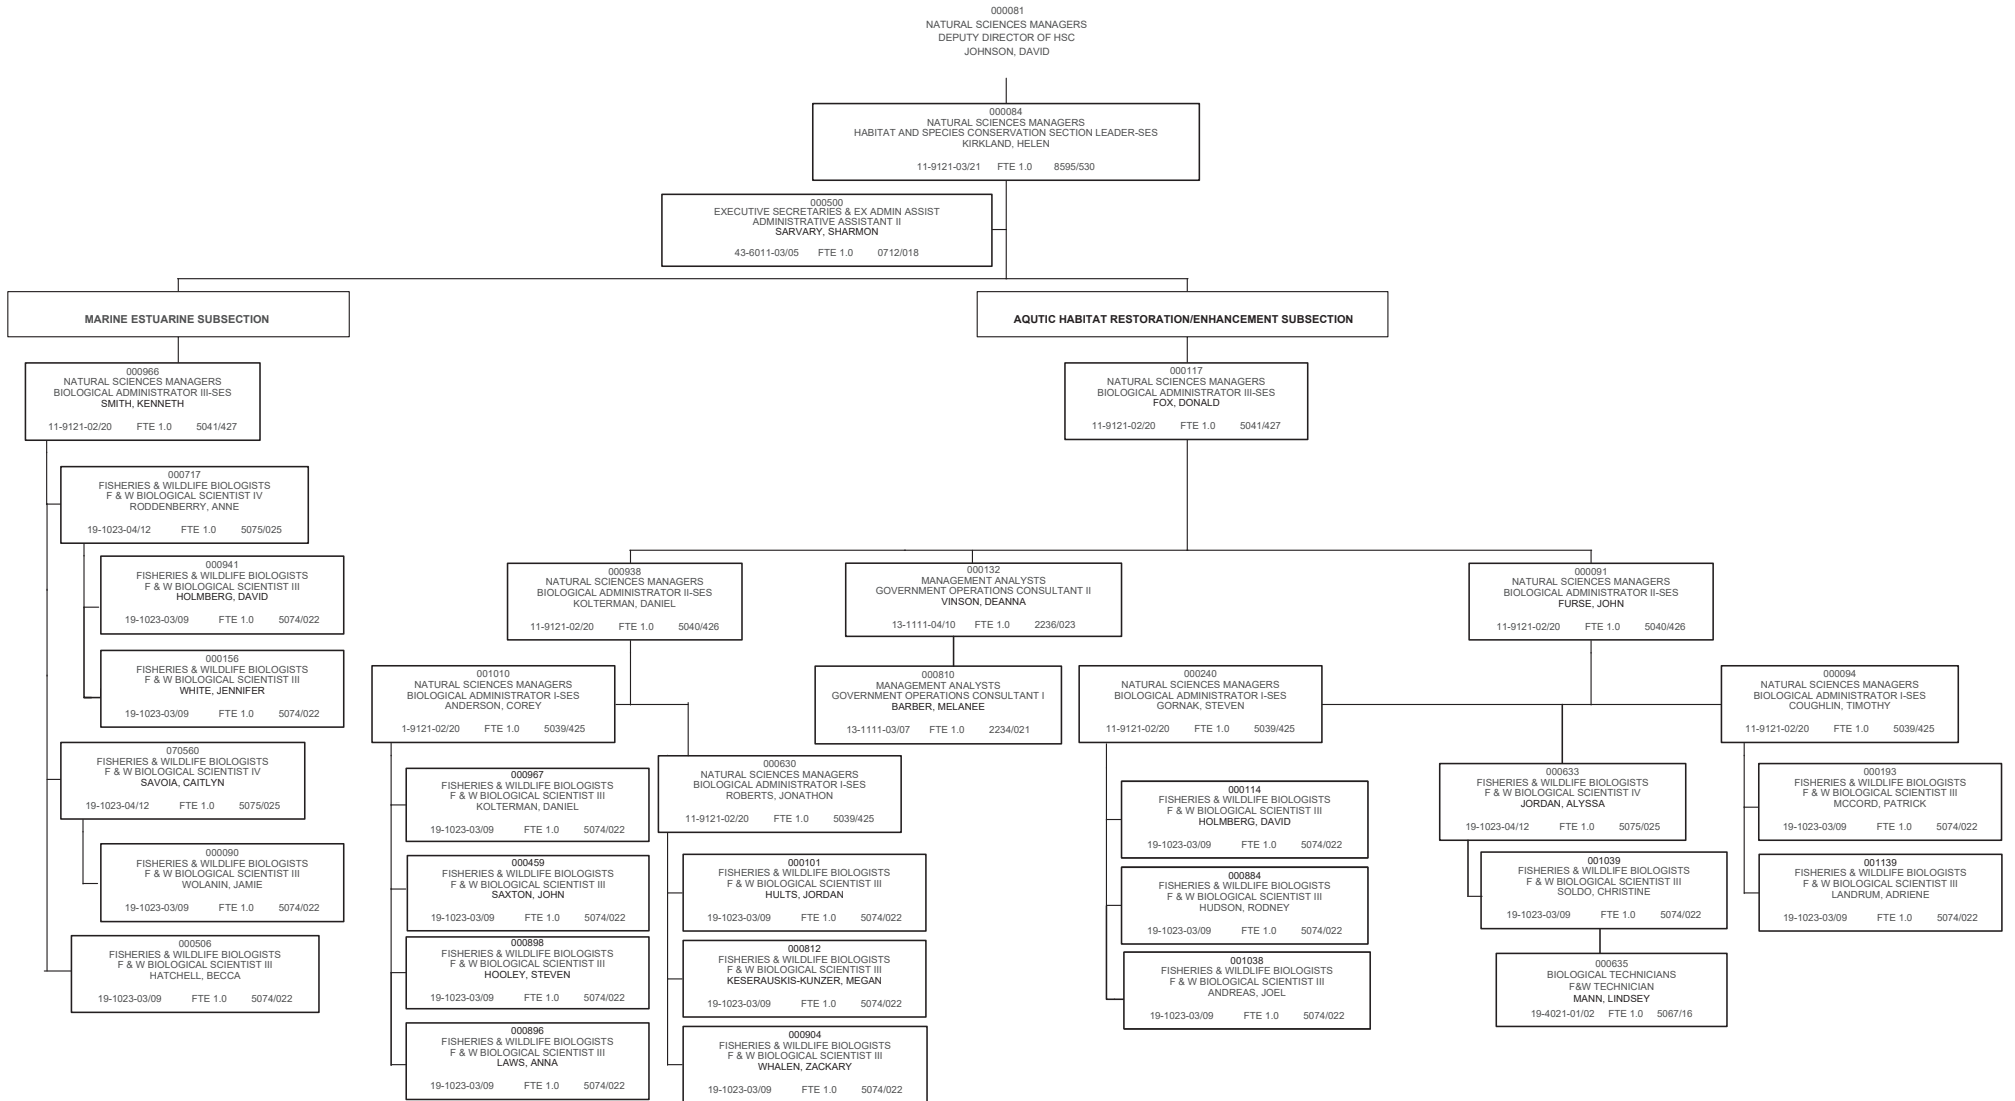 000081
NATURAL SCIENCES MANAGERS
DEPUTY DIRECTOR OF HSC
JOHNSON, DAVID
000084
NATURAL SCIENCES MANAGERS
HABITAT AND SPECIES CONSERVATION SECTION LEADER-SES
KIRKLAND, HELEN
11-9121-03/21 FTE 1.0 8595/530
000500
EXECUTIVE SECRETARIES & EX ADMIN ASSIST
ADMINISTRATIVE ASSISTANT II
SARVARY, SHARMON
43-6011-03/05 FTE 1.0 0712/018
MARINE ESTUARINE SUBSECTION
000966
NATURAL SCIENCES MANAGERS
BIOLOGICAL ADMINISTRATOR III-SES
SMITH, KENNETH
11-9121-02/20 FTE 1.0 5041/427
000717
FISHERIES & WILDLIFE BIOLOGISTS
F & W BIOLOGICAL SCIENTIST IV
RODDENBERRY, ANNE
19-1023-04/12 FTE 1.0 5075/025
000941
FISHERIES & WILDLIFE BIOLOGISTS
F & W BIOLOGICAL SCIENTIST III
HOLMBERG, DAVID
19-1023-03/09 FTE 1.0 5074/022
000156
FISHERIES & WILDLIFE BIOLOGISTS
F & W BIOLOGICAL SCIENTIST III
WHITE, JENNIFER
19-1023-03/09 FTE 1.0 5074/022
070560
FISHERIES & WILDLIFE BIOLOGISTS
F & W BIOLOGICAL SCIENTIST IV
SAVOIA, CAITLYN
19-1023-04/12 FTE 1.0 5075/025
000090
FISHERIES & WILDLIFE BIOLOGISTS
F & W BIOLOGICAL SCIENTIST III
WOLANIN, JAMIE
19-1023-03/09 FTE 1.0 5074/022
000506
FISHERIES & WILDLIFE BIOLOGISTS
F & W BIOLOGICAL SCIENTIST III
HATCHELL, BECCA
19-1023-03/09 FTE 1.0 5074/022
AQUTIC HABITAT RESTORATION/ENHANCEMENT SUBSECTION
000117
NATURAL SCIENCES MANAGERS
BIOLOGICAL ADMINISTRATOR III-SES
FOX, DONALD
11-9121-02/20 FTE 1.0 5041/427
000938
NATURAL SCIENCES MANAGERS
BIOLOGICAL ADMINISTRATOR II-SES
KOLTERMAN, DANIEL
11-9121-02/20 FTE 1.0 5040/426
001010
NATURAL SCIENCES MANAGERS
BIOLOGICAL ADMINISTRATOR I-SES
ANDERSON, COREY
1-9121-02/20 FTE 1.0 5039/425
000967
FISHERIES & WILDLIFE BIOLOGISTS
F & W BIOLOGICAL SCIENTIST III
KOLTERMAN, DANIEL
19-1023-03/09 FTE 1.0 5074/022
000459
FISHERIES & WILDLIFE BIOLOGISTS
F & W BIOLOGICAL SCIENTIST III
SAXTON, JOHN
19-1023-03/09 FTE 1.0 5074/022
000898
FISHERIES & WILDLIFE BIOLOGISTS
F & W BIOLOGICAL SCIENTIST III
HOOLEY, STEVEN
19-1023-03/09 FTE 1.0 5074/022
000896
FISHERIES & WILDLIFE BIOLOGISTS
F & W BIOLOGICAL SCIENTIST III
LAWS, ANNA
19-1023-03/09 FTE 1.0 5074/022
000630
NATURAL SCIENCES MANAGERS
BIOLOGICAL ADMINISTRATOR I-SES
ROBERTS, JONATHON
11-9121-02/20 FTE 1.0 5039/425
000101
FISHERIES & WILDLIFE BIOLOGISTS
F & W BIOLOGICAL SCIENTIST III
HULTS, JORDAN
19-1023-03/09 FTE 1.0 5074/022
000812
FISHERIES & WILDLIFE BIOLOGISTS
F & W BIOLOGICAL SCIENTIST III
KESERAUSKIS-KUNZER, MEGAN
19-1023-03/09 FTE 1.0 5074/022
000904
FISHERIES & WILDLIFE BIOLOGISTS
F & W BIOLOGICAL SCIENTIST III
WHALEN, ZACKARY
19-1023-03/09 FTE 1.0 5074/022
000132
MANAGEMENT ANALYSTS
GOVERNMENT OPERATIONS CONSULTANT II
VINSON, DEANNA
13-1111-04/10 FTE 1.0 2236/023
000810
MANAGEMENT ANALYSTS
GOVERNMENT OPERATIONS CONSULTANT I
BARBER, MELANEE
13-1111-03/07 FTE 1.0 2234/021
000091
NATURAL SCIENCES MANAGERS
BIOLOGICAL ADMINISTRATOR II-SES
FURSE, JOHN
11-9121-02/20 FTE 1.0 5040/426
000240
NATURAL SCIENCES MANAGERS
BIOLOGICAL ADMINISTRATOR I-SES
GORNAK, STEVEN
11-9121-02/20 FTE 1.0 5039/425
000114
FISHERIES & WILDLIFE BIOLOGISTS
F & W BIOLOGICAL SCIENTIST III
HOLMBERG, DAVID
19-1023-03/09 FTE 1.0 5074/022
000884
FISHERIES & WILDLIFE BIOLOGISTS
F & W BIOLOGICAL SCIENTIST III
HUDSON, RODNEY
19-1023-03/09 FTE 1.0 5074/022
001038
FISHERIES & WILDLIFE BIOLOGISTS
F & W BIOLOGICAL SCIENTIST III
ANDREAS, JOEL
19-1023-03/09 FTE 1.0 5074/022
000633
FISHERIES & WILDLIFE BIOLOGISTS
F & W BIOLOGICAL SCIENTIST IV
JORDAN, ALYSSA
19-1023-04/12 FTE 1.0 5075/025
001039
FISHERIES & WILDLIFE BIOLOGISTS
F & W BIOLOGICAL SCIENTIST III
SOLDO, CHRISTINE
19-1023-03/09 FTE 1.0 5074/022
000635
BIOLOGICAL TECHNICIANS
F&W TECHNICIAN
MANN, LINDSEY
19-4021-01/02 FTE 1.0 5067/16
000094
NATURAL SCIENCES MANAGERS
BIOLOGICAL ADMINISTRATOR I-SES
COUGHLIN, TIMOTHY
11-9121-02/20 FTE 1.0 5039/425
000193
FISHERIES & WILDLIFE BIOLOGISTS
F & W BIOLOGICAL SCIENTIST III
MCCORD, PATRICK
19-1023-03/09 FTE 1.0 5074/022
001139
FISHERIES & WILDLIFE BIOLOGISTS
F & W BIOLOGICAL SCIENTIST III
LANDRUM, ADRIENE
19-1023-03/09 FTE 1.0 5074/022